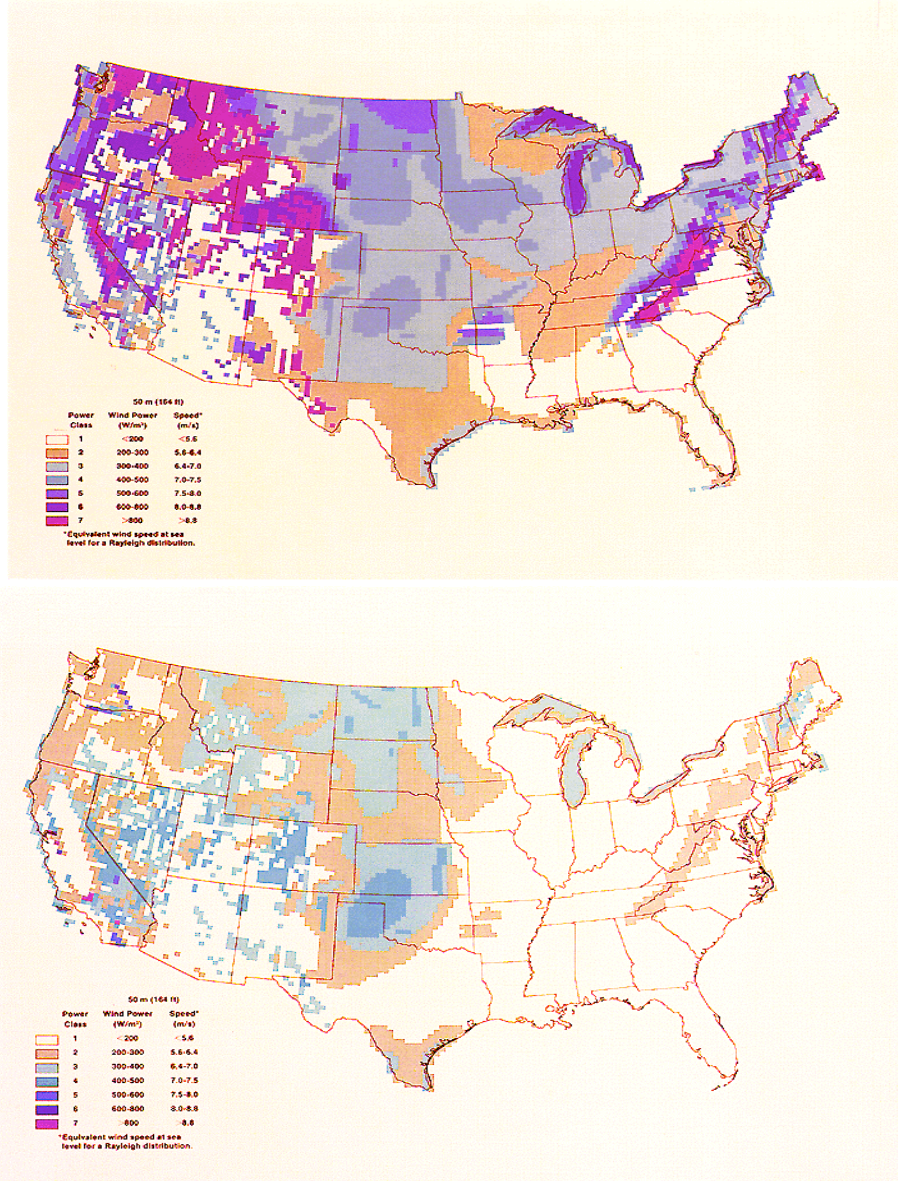 50 m (164 ft)
Power Wind Power Speed*
Class (W/m²) (m/s)
1 <200 <5.6
2 200-300 5.6-6.4
3 300-400 6.4-7.0
4 400-500 7.0-7.5
5 500-600 7.5-8.0
6 600-800 8.0-8.8
7 >800 >8.8
*Equivalent wind speed at sea
level for a Rayleigh distribution.
50 m (164 ft)
Power Wind Power Speed*
Class (W/m²) (m/s)
1 <200 <5.6
2 200-300 5.6-6.4
3 300-400 6.4-7.0
4 400-500 7.0-7.5
5 500-600 7.5-8.0
6 600-800 8.0-8.8
7 >800 >8.8
*Equivalent wind speed at sea
level for a Rayleigh distribution.